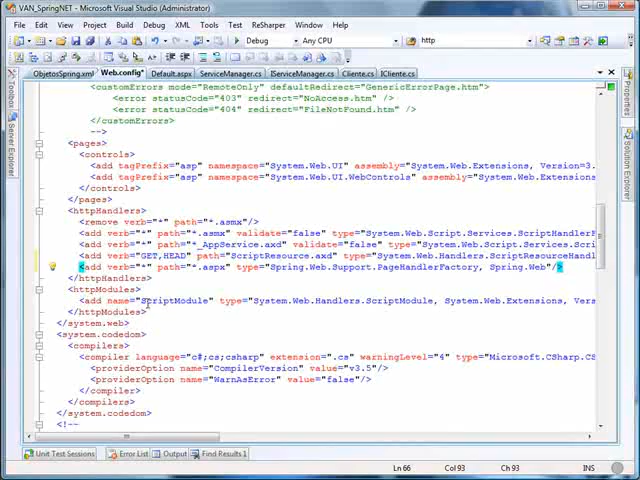 VAN_SpringNET - Microsoft Visual Studio (Administrator)
File Edit View Project Build Debug XML Tools Test ReSharper Window Help
Debug Any CPU http
ObjetosSpring.xml Web.config* Default.aspx ServiceManager.cs IServiceManager.cs Cliente.cs ICliente.cs
<customErrors mode="RemoteOnly" defaultRedirect="GenericErrorPage.htm">
<error statusCode="403" redirect="NoAccess.htm" />
<error statusCode="404" redirect="FileNotFound.htm" />
</customErrors>
-->
<pages>
<controls>
<add tagPrefix="asp" namespace="System.Web.UI" assembly="System.Web.Extensions, Version=3.
<add tagPrefix="asp" namespace="System.Web.UI.WebControls" assembly="System.Web.Extensions
</controls>
</pages>
<httpHandlers>
<remove verb="*" path="*.asmx"/>
<add verb="*" path="*.asmx" validate="false" type="System.Web.Script.Services.ScriptHandlerF
<add verb="*" path="*_AppService.axd" validate="false" type="System.Web.Script.Services.Scri
<add verb="GET,HEAD" path="ScriptResource.axd" type="System.Web.Handlers.ScriptResourceHandl
<add verb="*" path="*.aspx" type="Spring.Web.Support.PageHandlerFactory, Spring.Web"/>
</httpHandlers>
<httpModules>
<add name="ScriptModule" type="System.Web.Handlers.ScriptModule, System.Web.Extensions, Vers
</httpModules>
</system.web>
<system.codedom>
<compilers>
<compiler language="c#;cs;csharp" extension=".cs" warningLevel="4" type="Microsoft.CSharp.CS
<providerOption name="CompilerVersion" value="v3.5"/>
<providerOption name="WarnAsError" value="false"/>
</compiler>
</compilers>
</system.codedom>
<!--
Toolbox
Server Explorer
Properties
Solution Explorer
Unit Test Sessions Error List Output Find Results 1
Ln 66 Col 93 Ch 93 INS